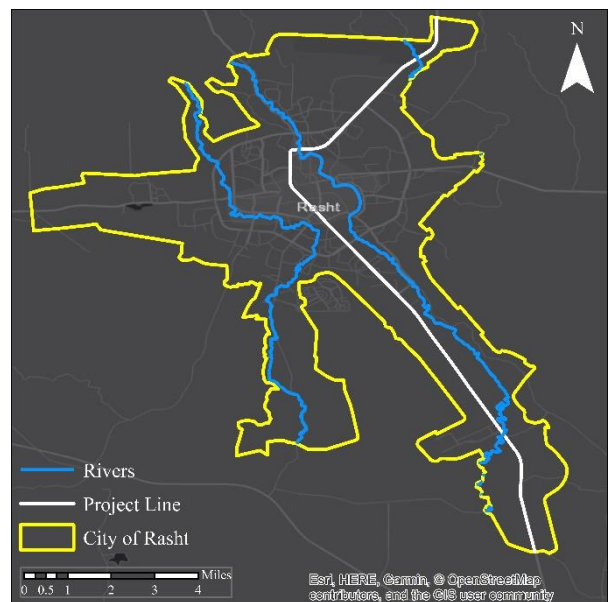 N
Rasht
Rivers
Project Line
City of Rasht
0 0.5 1 2 3 4 Miles
Esri, HERE, Garmin, © OpenStreetMap
contributors, and the GIS user community